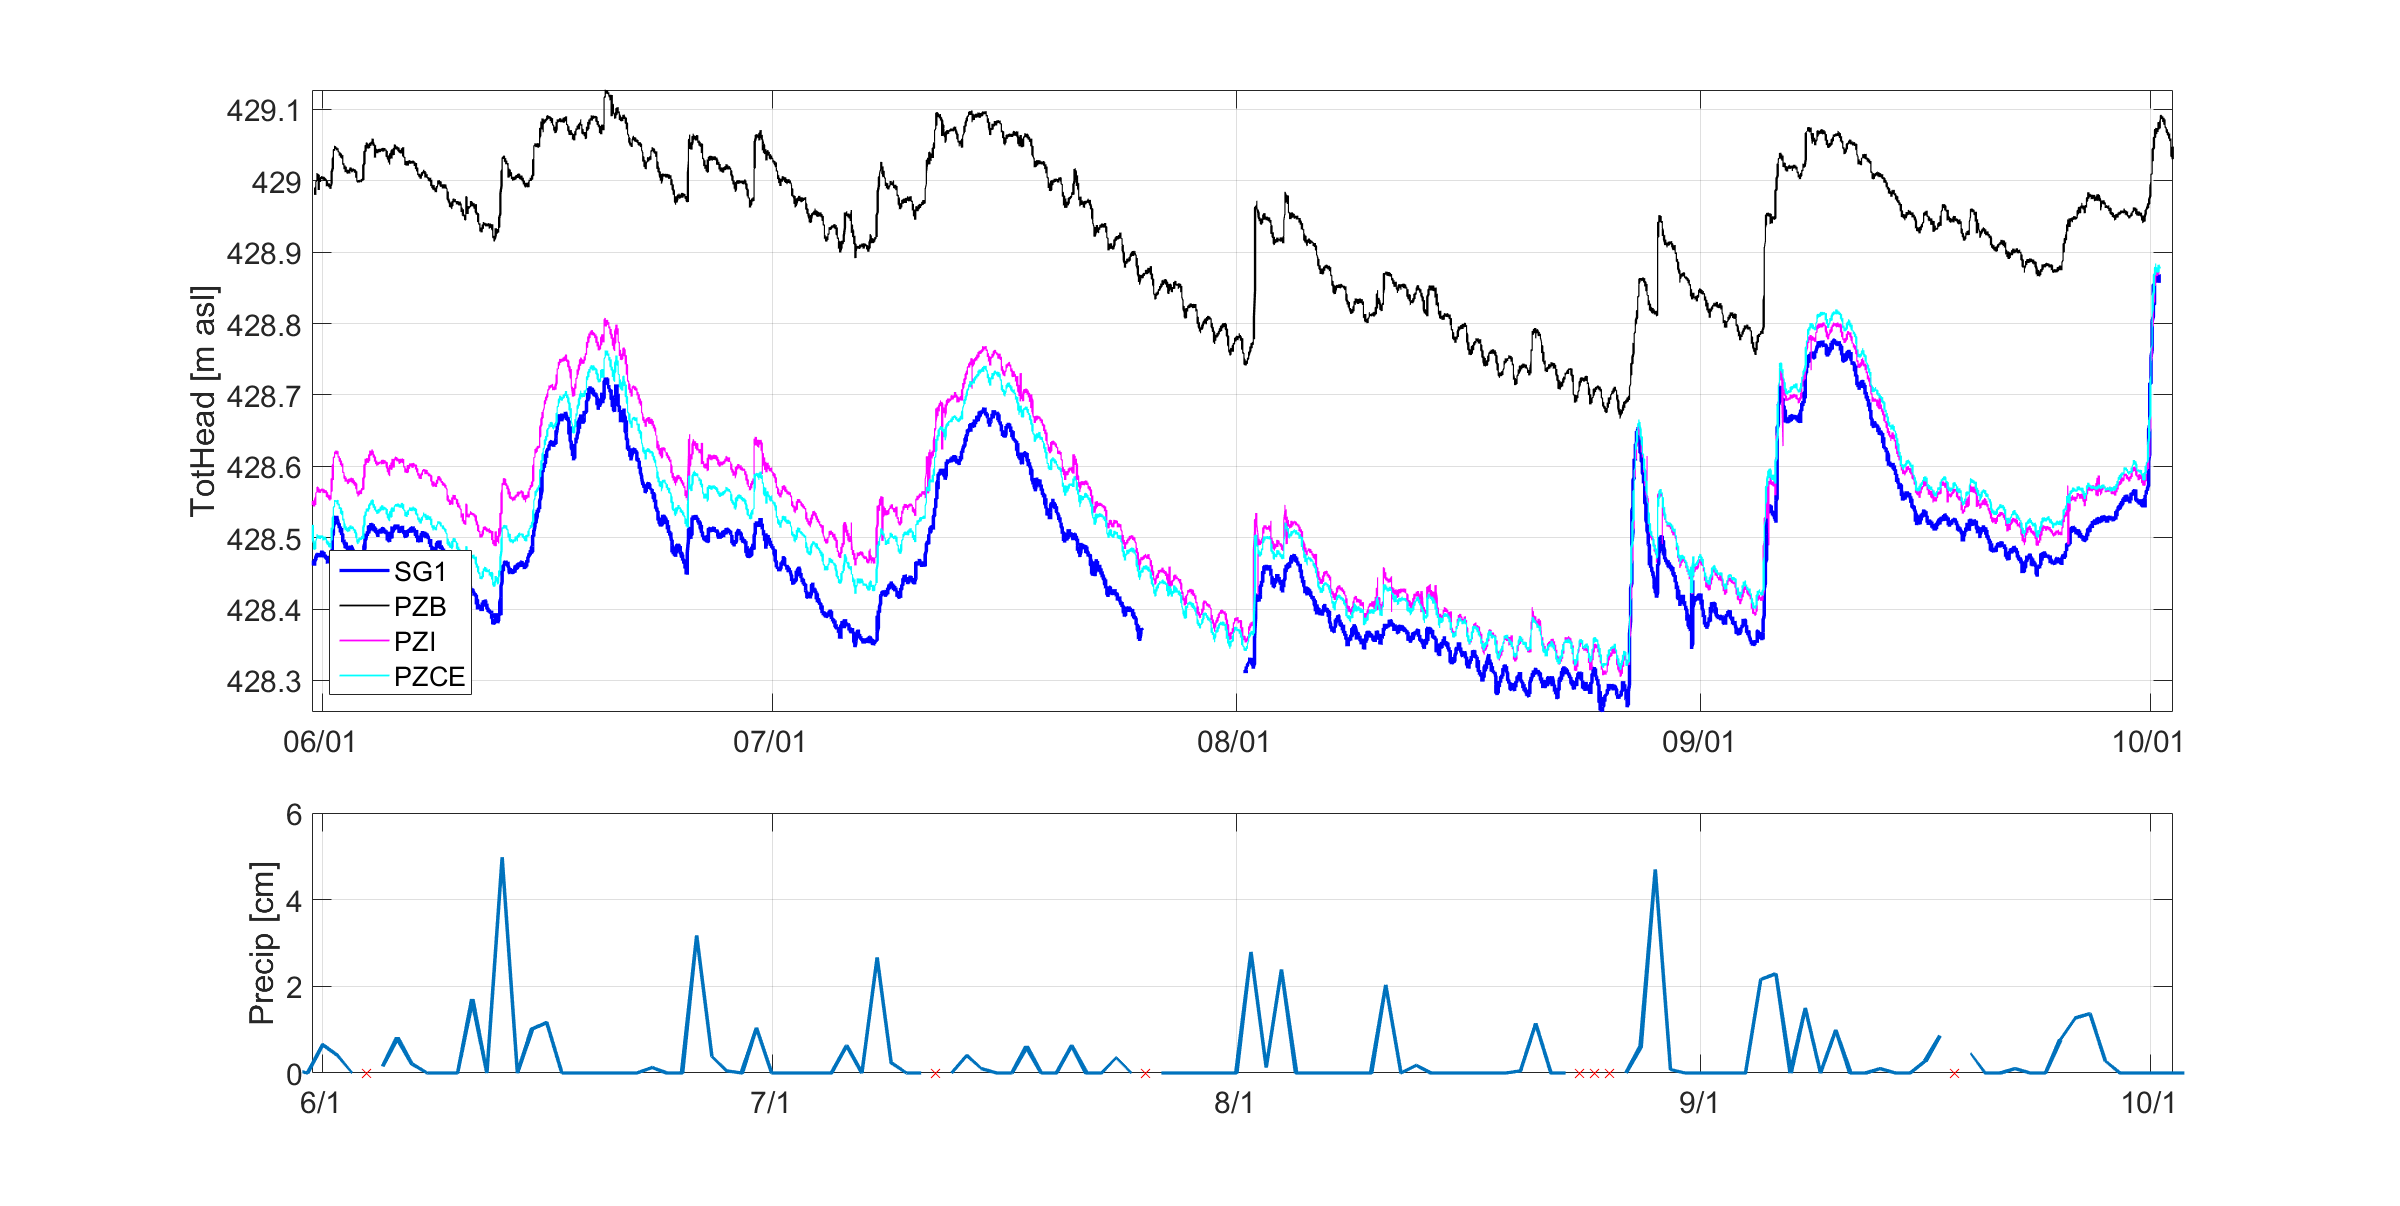 TotHead [m asl]
429.1
429
428.9
428.8
428.7
428.6
428.5
428.4
428.3
SG1
PZB
PZI
PZCE
06/01 07/01 08/01 09/01 10/01
Precip [cm]
6
4
2
0
6/1 7/1 8/1 9/1 10/1